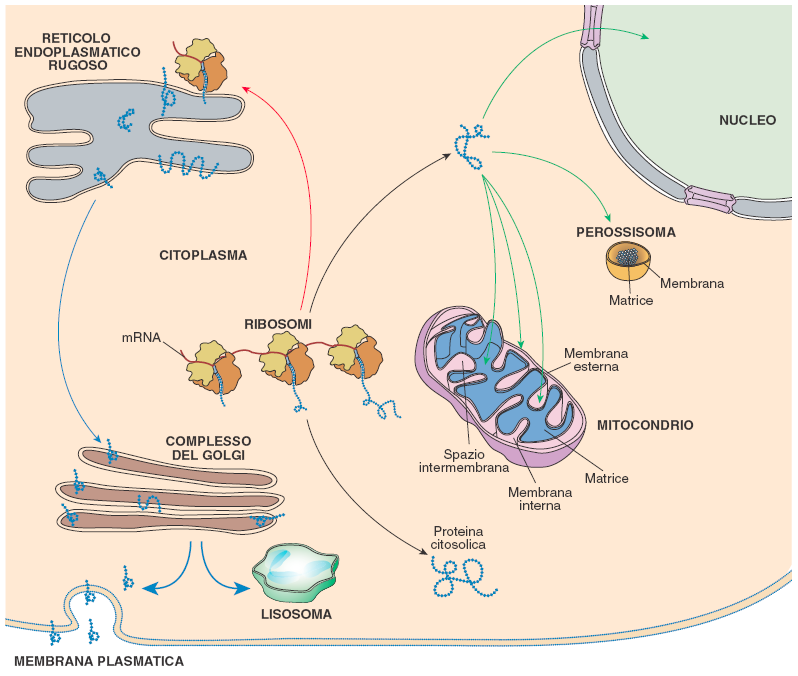 RETICOLO
ENDOPLASMATICO
RUGOSO
NUCLEO
CITOPLASMA
PEROSSISOMA
Membrana
Matrice
RIBOSOMI
mRNA
Membrana
esterna
MITOCONDRIO
COMPLESSO
DEL GOLGI
Spazio
intermembrana
Matrice
Membrana
interna
Proteina
citosolica
LISOSOMA
MEMBRANA PLASMATICA